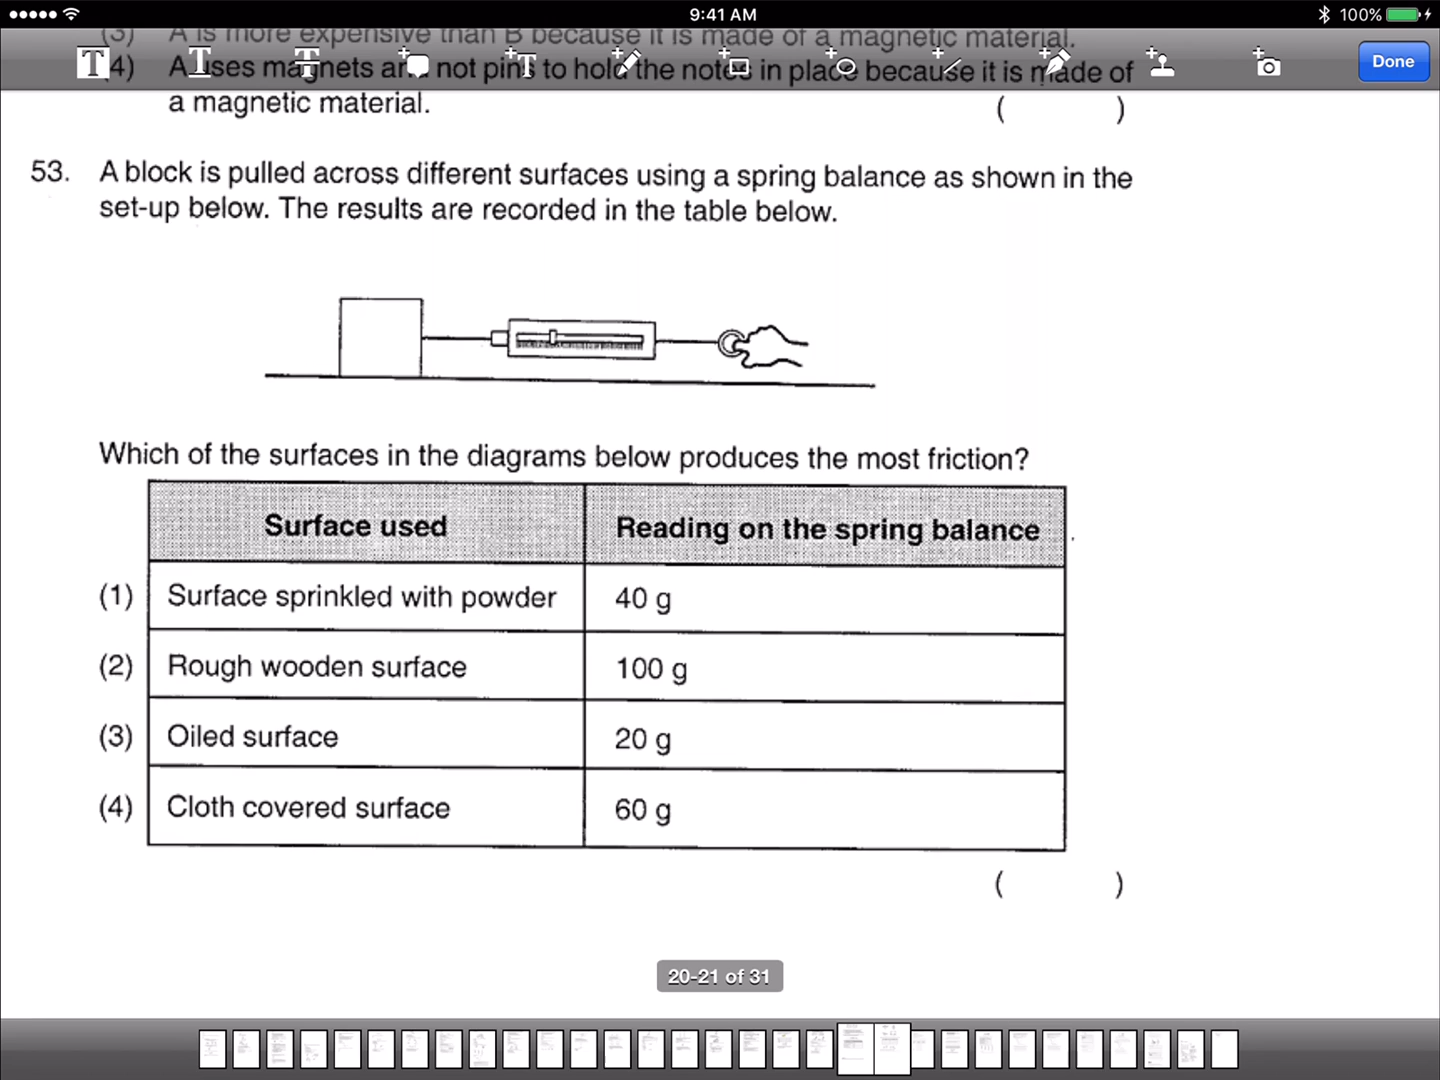 9:41 AM
100%
(3) A is more expensive than B because it is made of a magnetic material.
(4) A uses magnets and not pins to hold the notes in place because it is made of
Done
a magnetic material.
( )
53. A block is pulled across different surfaces using a spring balance as shown in the
set-up below. The results are recorded in the table below.
Which of the surfaces in the diagrams below produces the most friction?
Surface used Reading on the spring balance
(1) Surface sprinkled with powder 40 g
(2) Rough wooden surface 100 g
(3) Oiled surface 20 g
(4) Cloth covered surface 60 g
( )
20-21 of 31